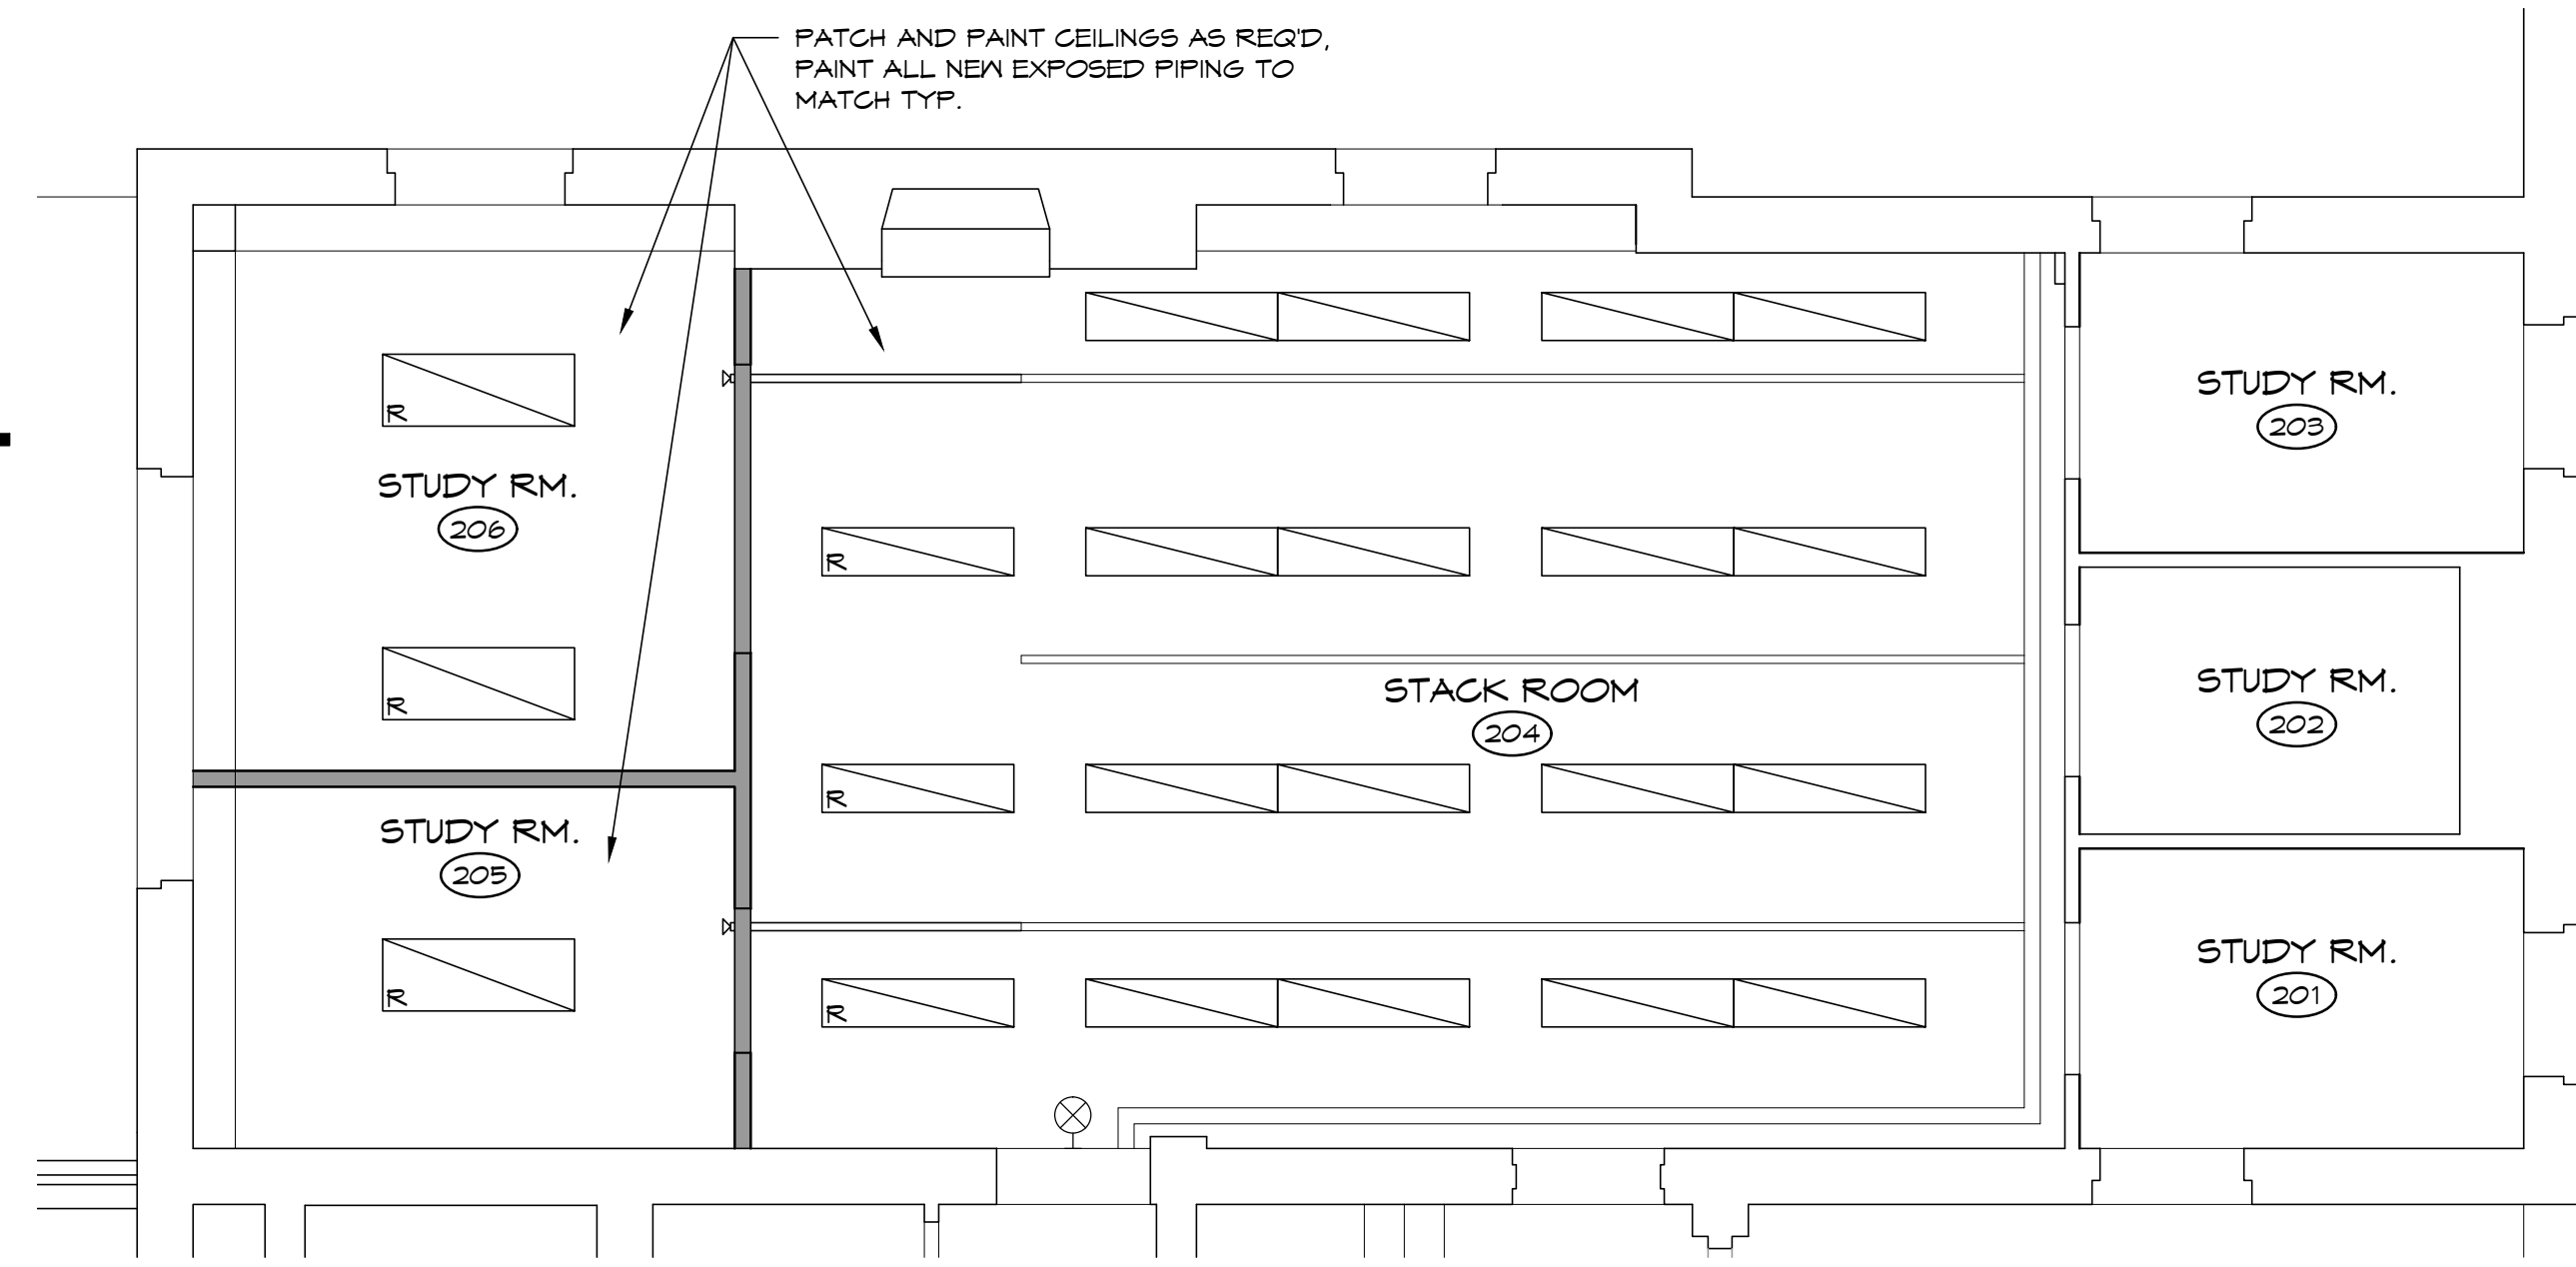 PATCH AND PAINT CEILINGS AS REQ'D,
PAINT ALL NEW EXPOSED PIPING TO
MATCH TYP.
R
STUDY RM.
206
R
STUDY RM.
205
R
R
R
R
STACK ROOM
204
STUDY RM.
203
STUDY RM.
202
STUDY RM.
201